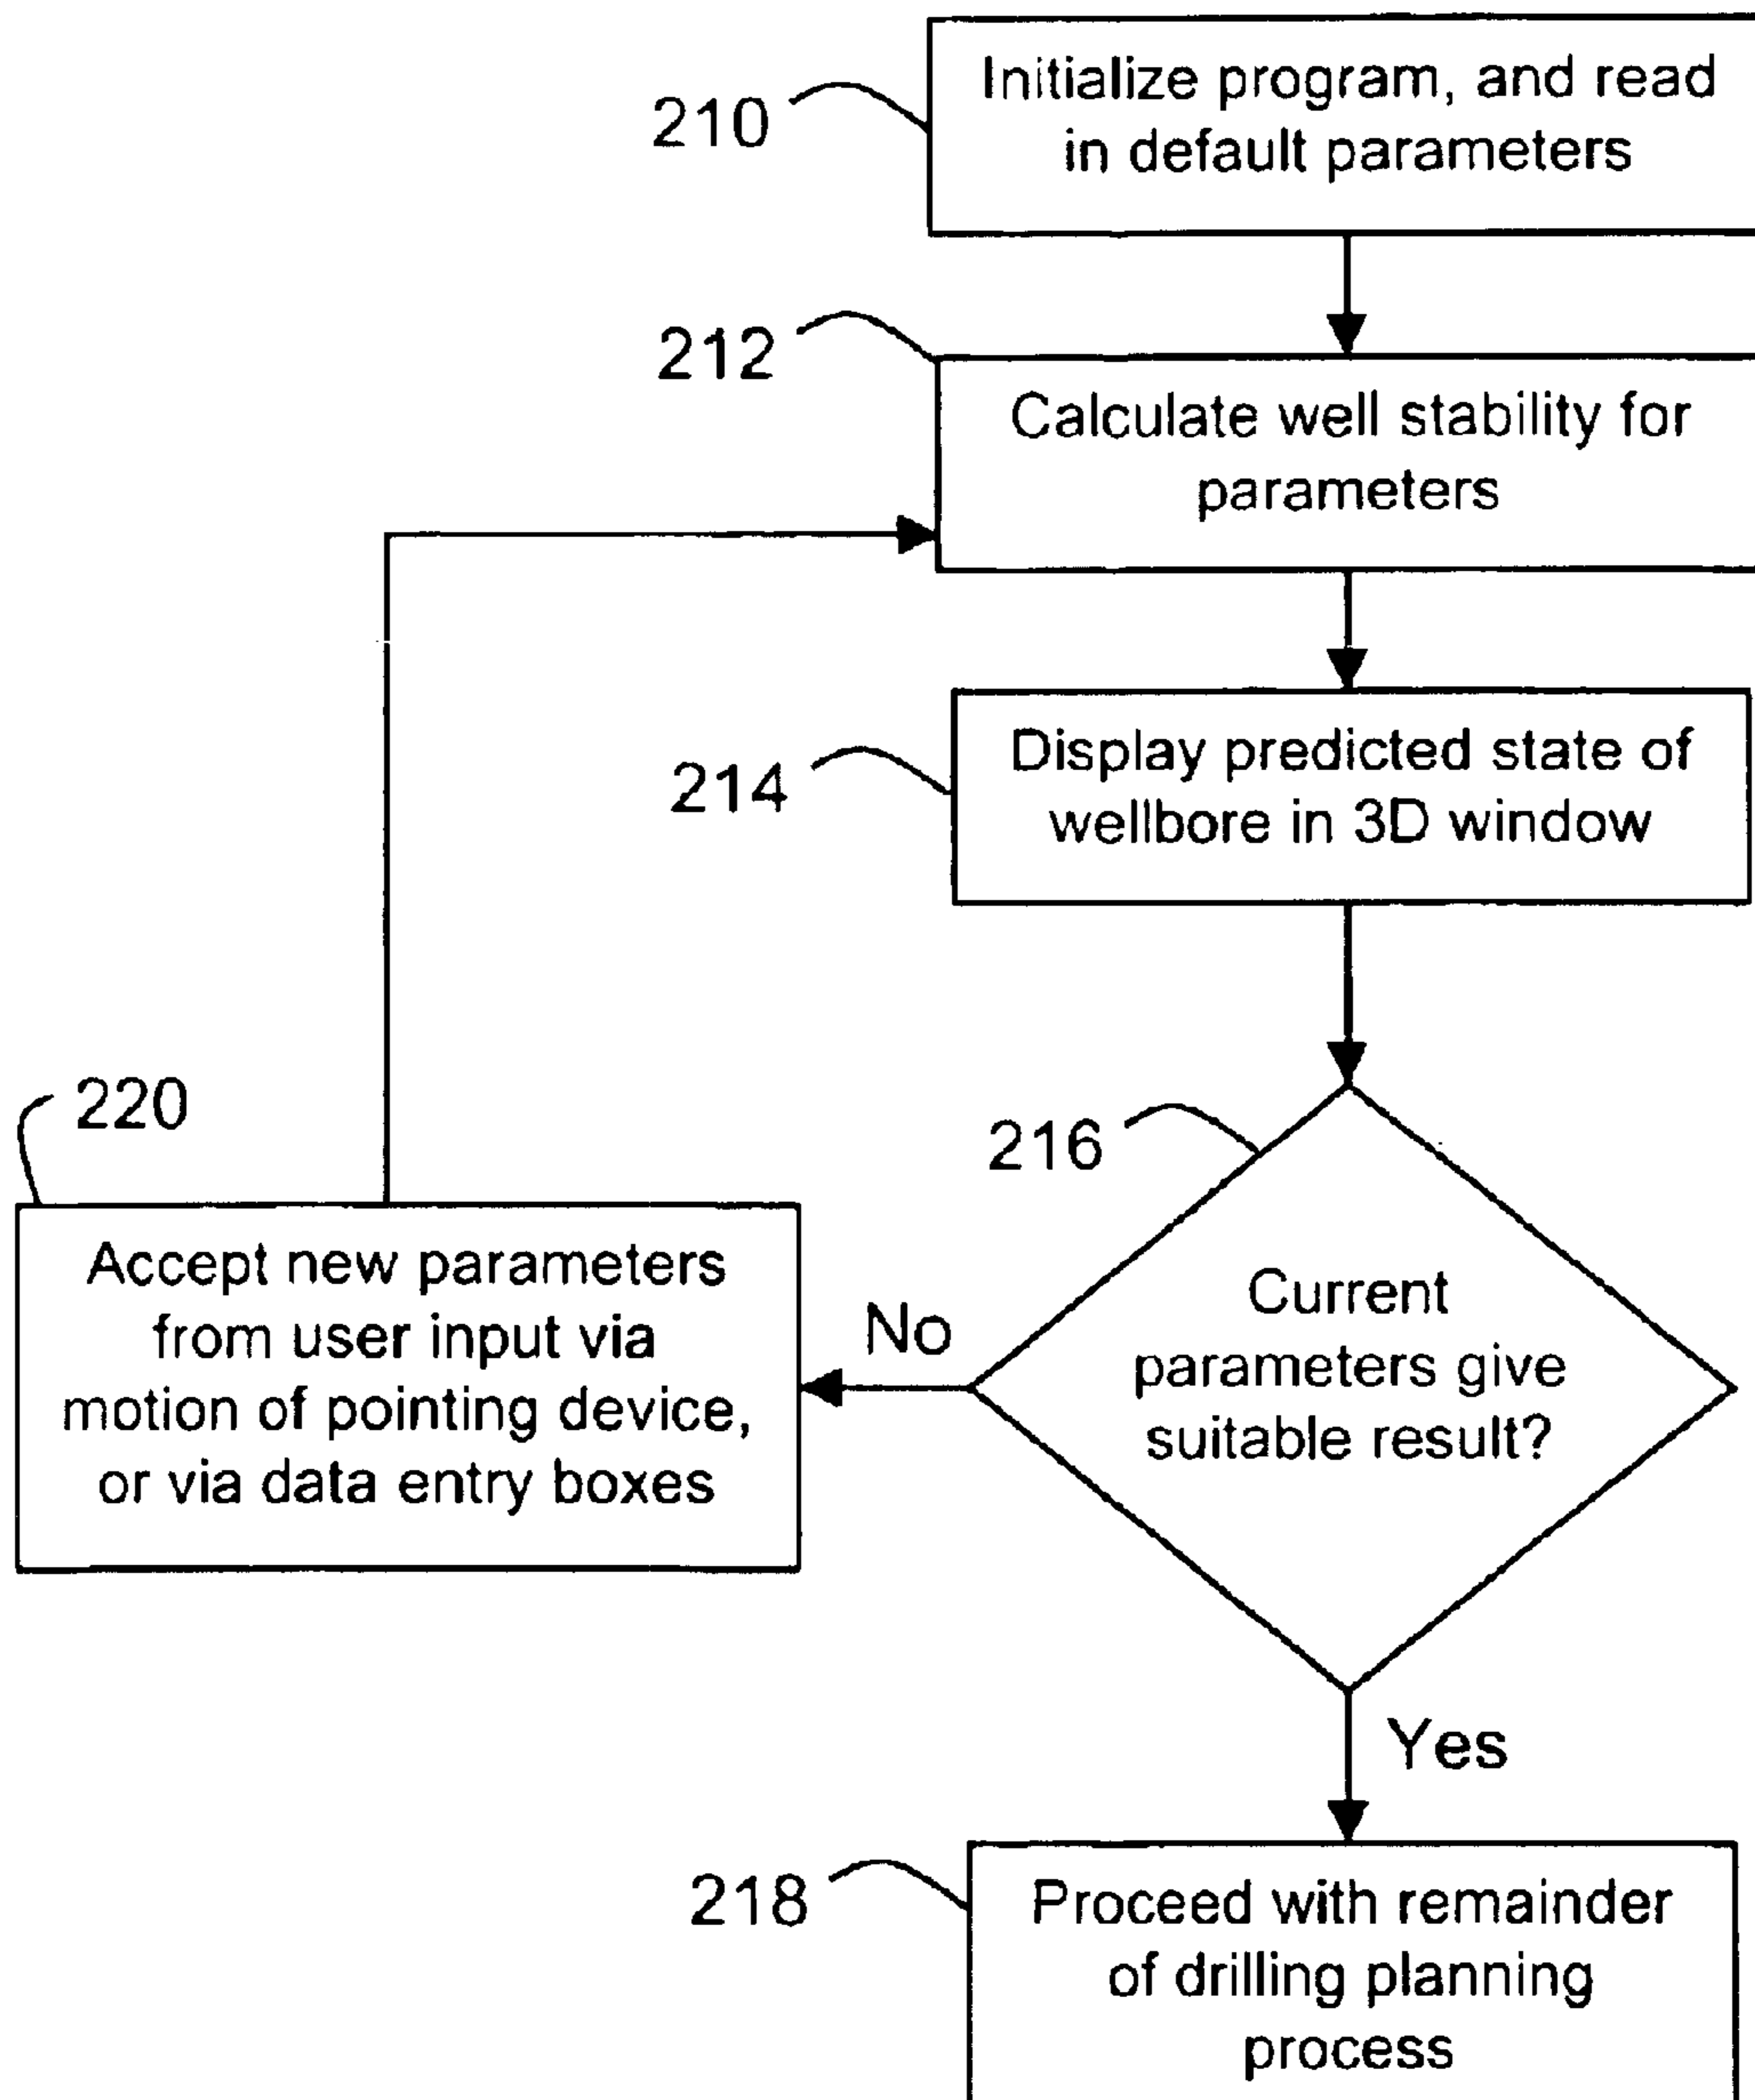 210
Initialize program, and read
in default parameters
212
Calculate well stability for
parameters
214
Display predicted state of
wellbore in 3D window
216
Current
parameters give
suitable result?
No
220
Accept new parameters
from user input via
motion of pointing device,
or via data entry boxes
Yes
218
Proceed with remainder
of drilling planning
process